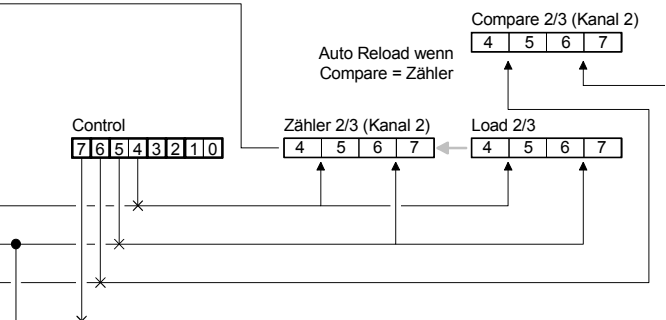 Compare 2/3 (Kanal 2)
4 5 6 7
Auto Reload wenn
Compare = Zähler
Control
7 6 5 4 3 2 1 0
Zähler 2/3 (Kanal 2)
4 5 6 7
Load 2/3
4 5 6 7